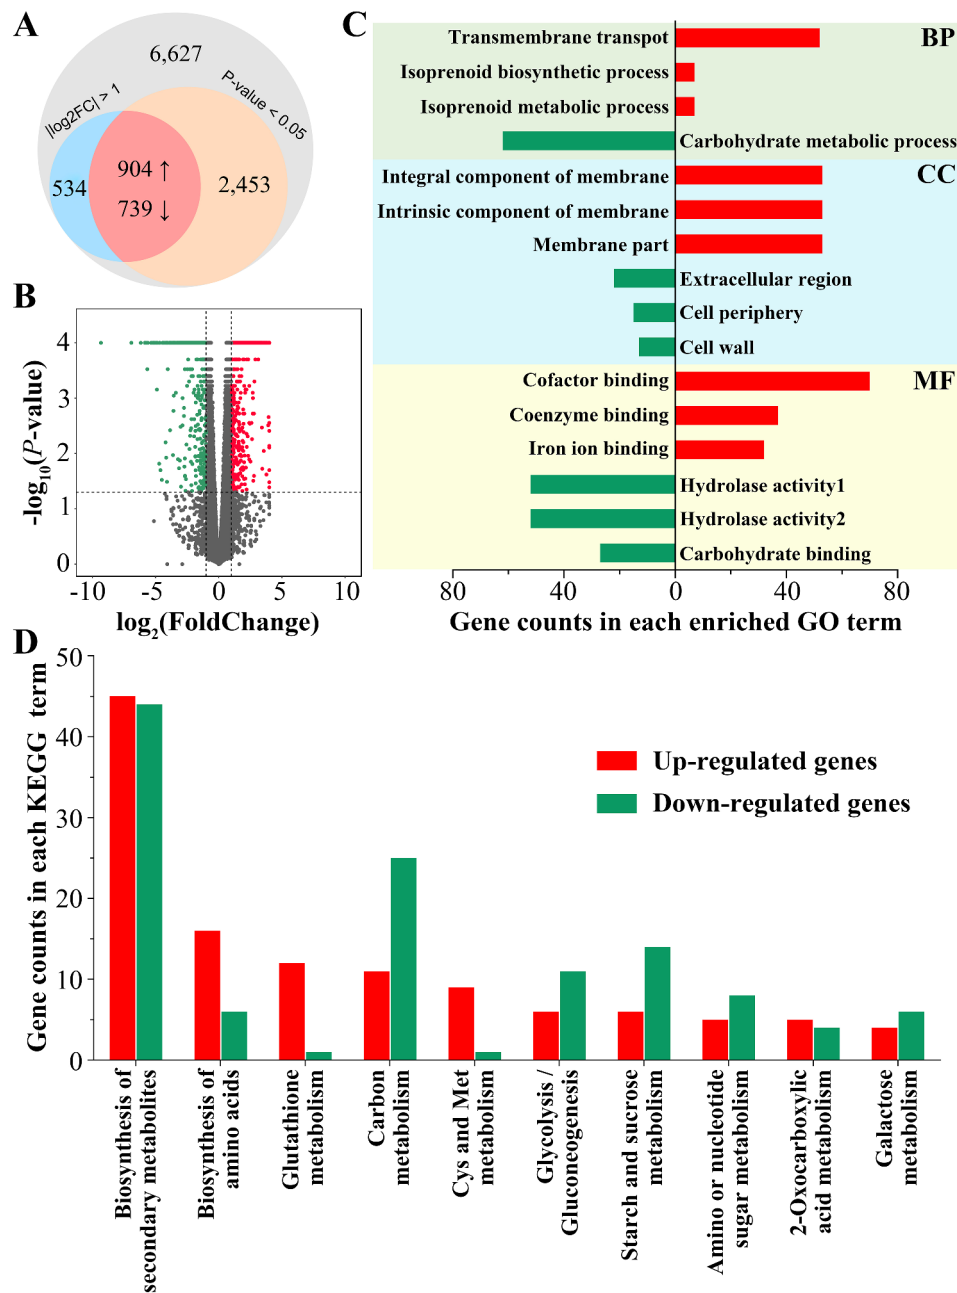 A
6,627
|log2FC| > 1
P-value < 0.05
904 ↑
534
2,453
739 ↓
B
4
3
2
1
0
-log10(P-value)
-10
-5
0
5
10
log2(FoldChange)
C
BP
Transmembrane transpot
Isoprenoid biosynthetic process
Isoprenoid metabolic process
Carbohydrate metabolic process
CC
Integral component of membrane
Intrinsic component of membrane
Membrane part
Extracellular region
Cell periphery
Cell wall
MF
Cofactor binding
Coenzyme binding
Iron ion binding
Hydrolase activity1
Hydrolase activity2
Carbohydrate binding
80
40
0
40
80
Gene counts in each enriched GO term
D
50
40
30
20
10
0
Gene counts in each KEGG term
Up-regulated genes
Down-regulated genes
Biosynthesis of
secondary metabolites
Biosynthesis of
amino acids
Glutathione
metabolism
Carbon
metabolism
Cys and Met
metabolism
Glycolysis /
Gluconeogenesis
Starch and sucrose
metabolism
Amino or nucleotide
sugar metabolism
2-Oxocarboxylic
acid metabolism
Galactose
metabolism